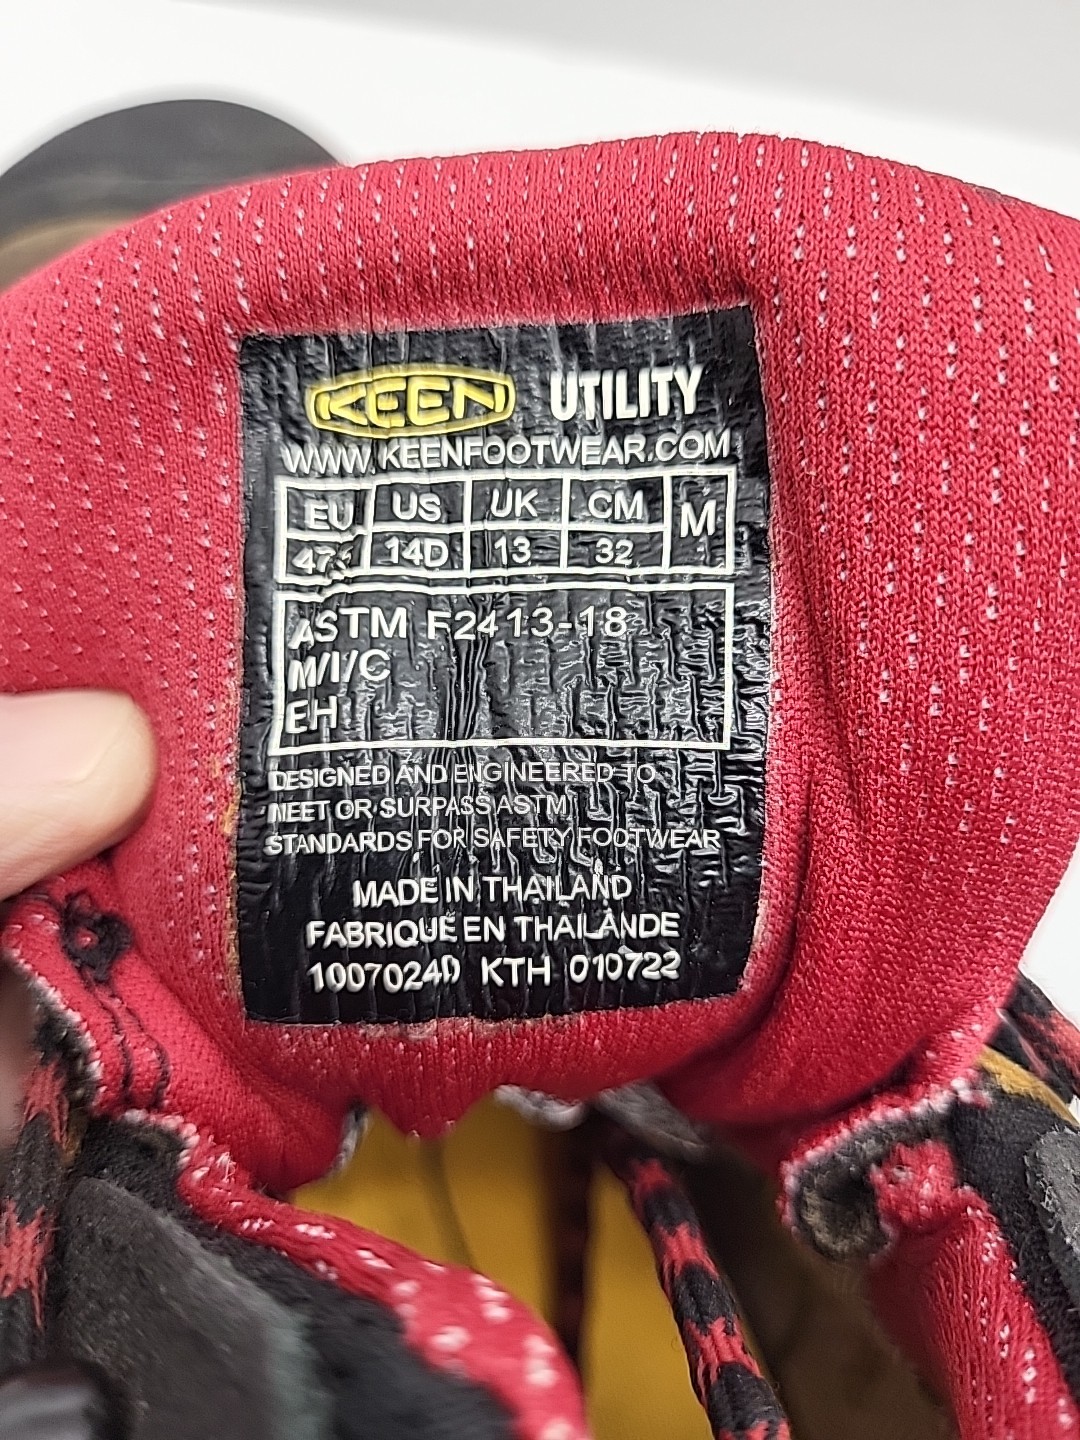 KEEN UTILITY
WWW.KEENFOOTWEAR.COM
EU US UK CM M
14D 13 32
ASTM F2413-18
M/I/C
EH
DESIGNED AND ENGINEERED TO
MEET OR SURPASS ASTM
STANDARDS FOR SAFETY FOOTWEAR
MADE IN THAILAND
FABRIQUÉ EN THAILANDE
1007024D KTH 010722